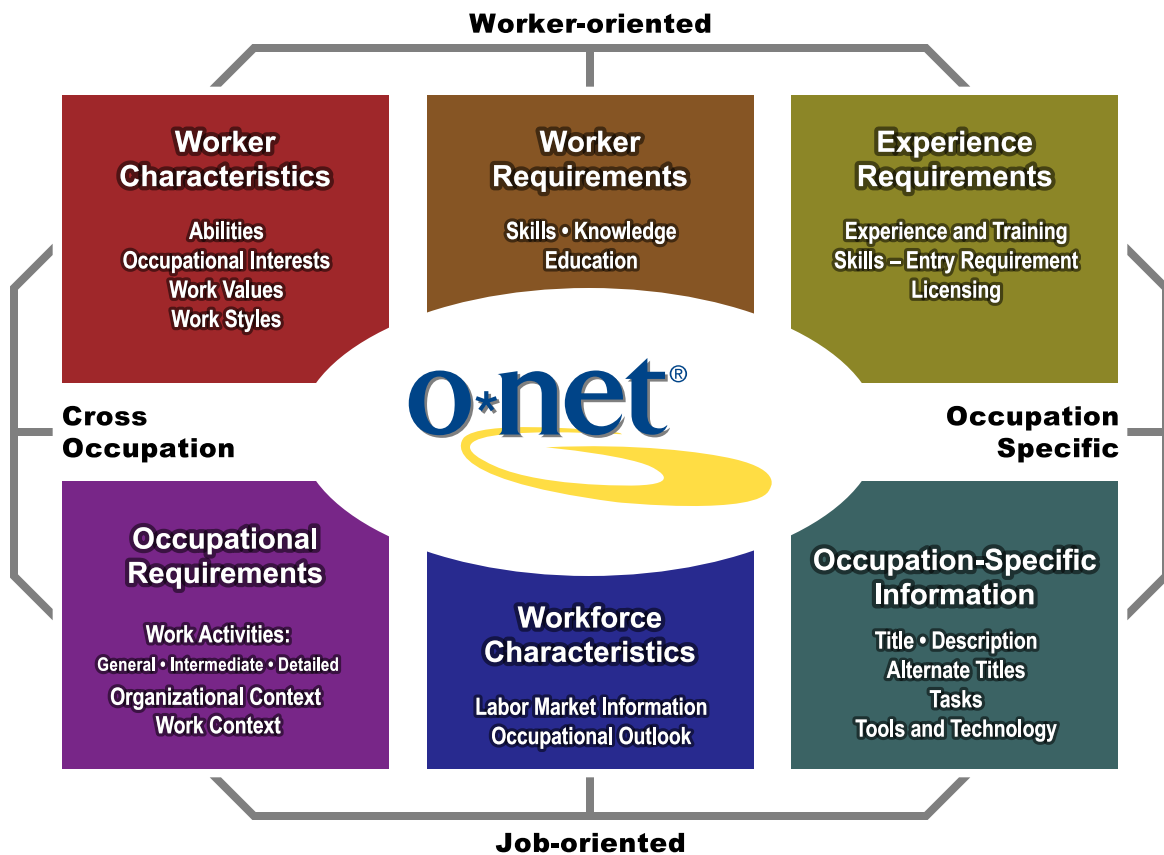 Worker-oriented
Worker
Characteristics
Abilities
Occupational Interests
Work Values
Work Styles
Worker
Requirements
Skills • Knowledge
Education
Experience
Requirements
Experience and Training
Skills – Entry Requirement
Licensing
Cross
Occupation
o*net®
Occupation
Specific
Occupational
Requirements
Work Activities:
General • Intermediate • Detailed
Organizational Context
Work Context
Workforce
Characteristics
Labor Market Information
Occupational Outlook
Occupation-Specific
Information
Title • Description
Alternate Titles
Tasks
Tools and Technology
Job-oriented